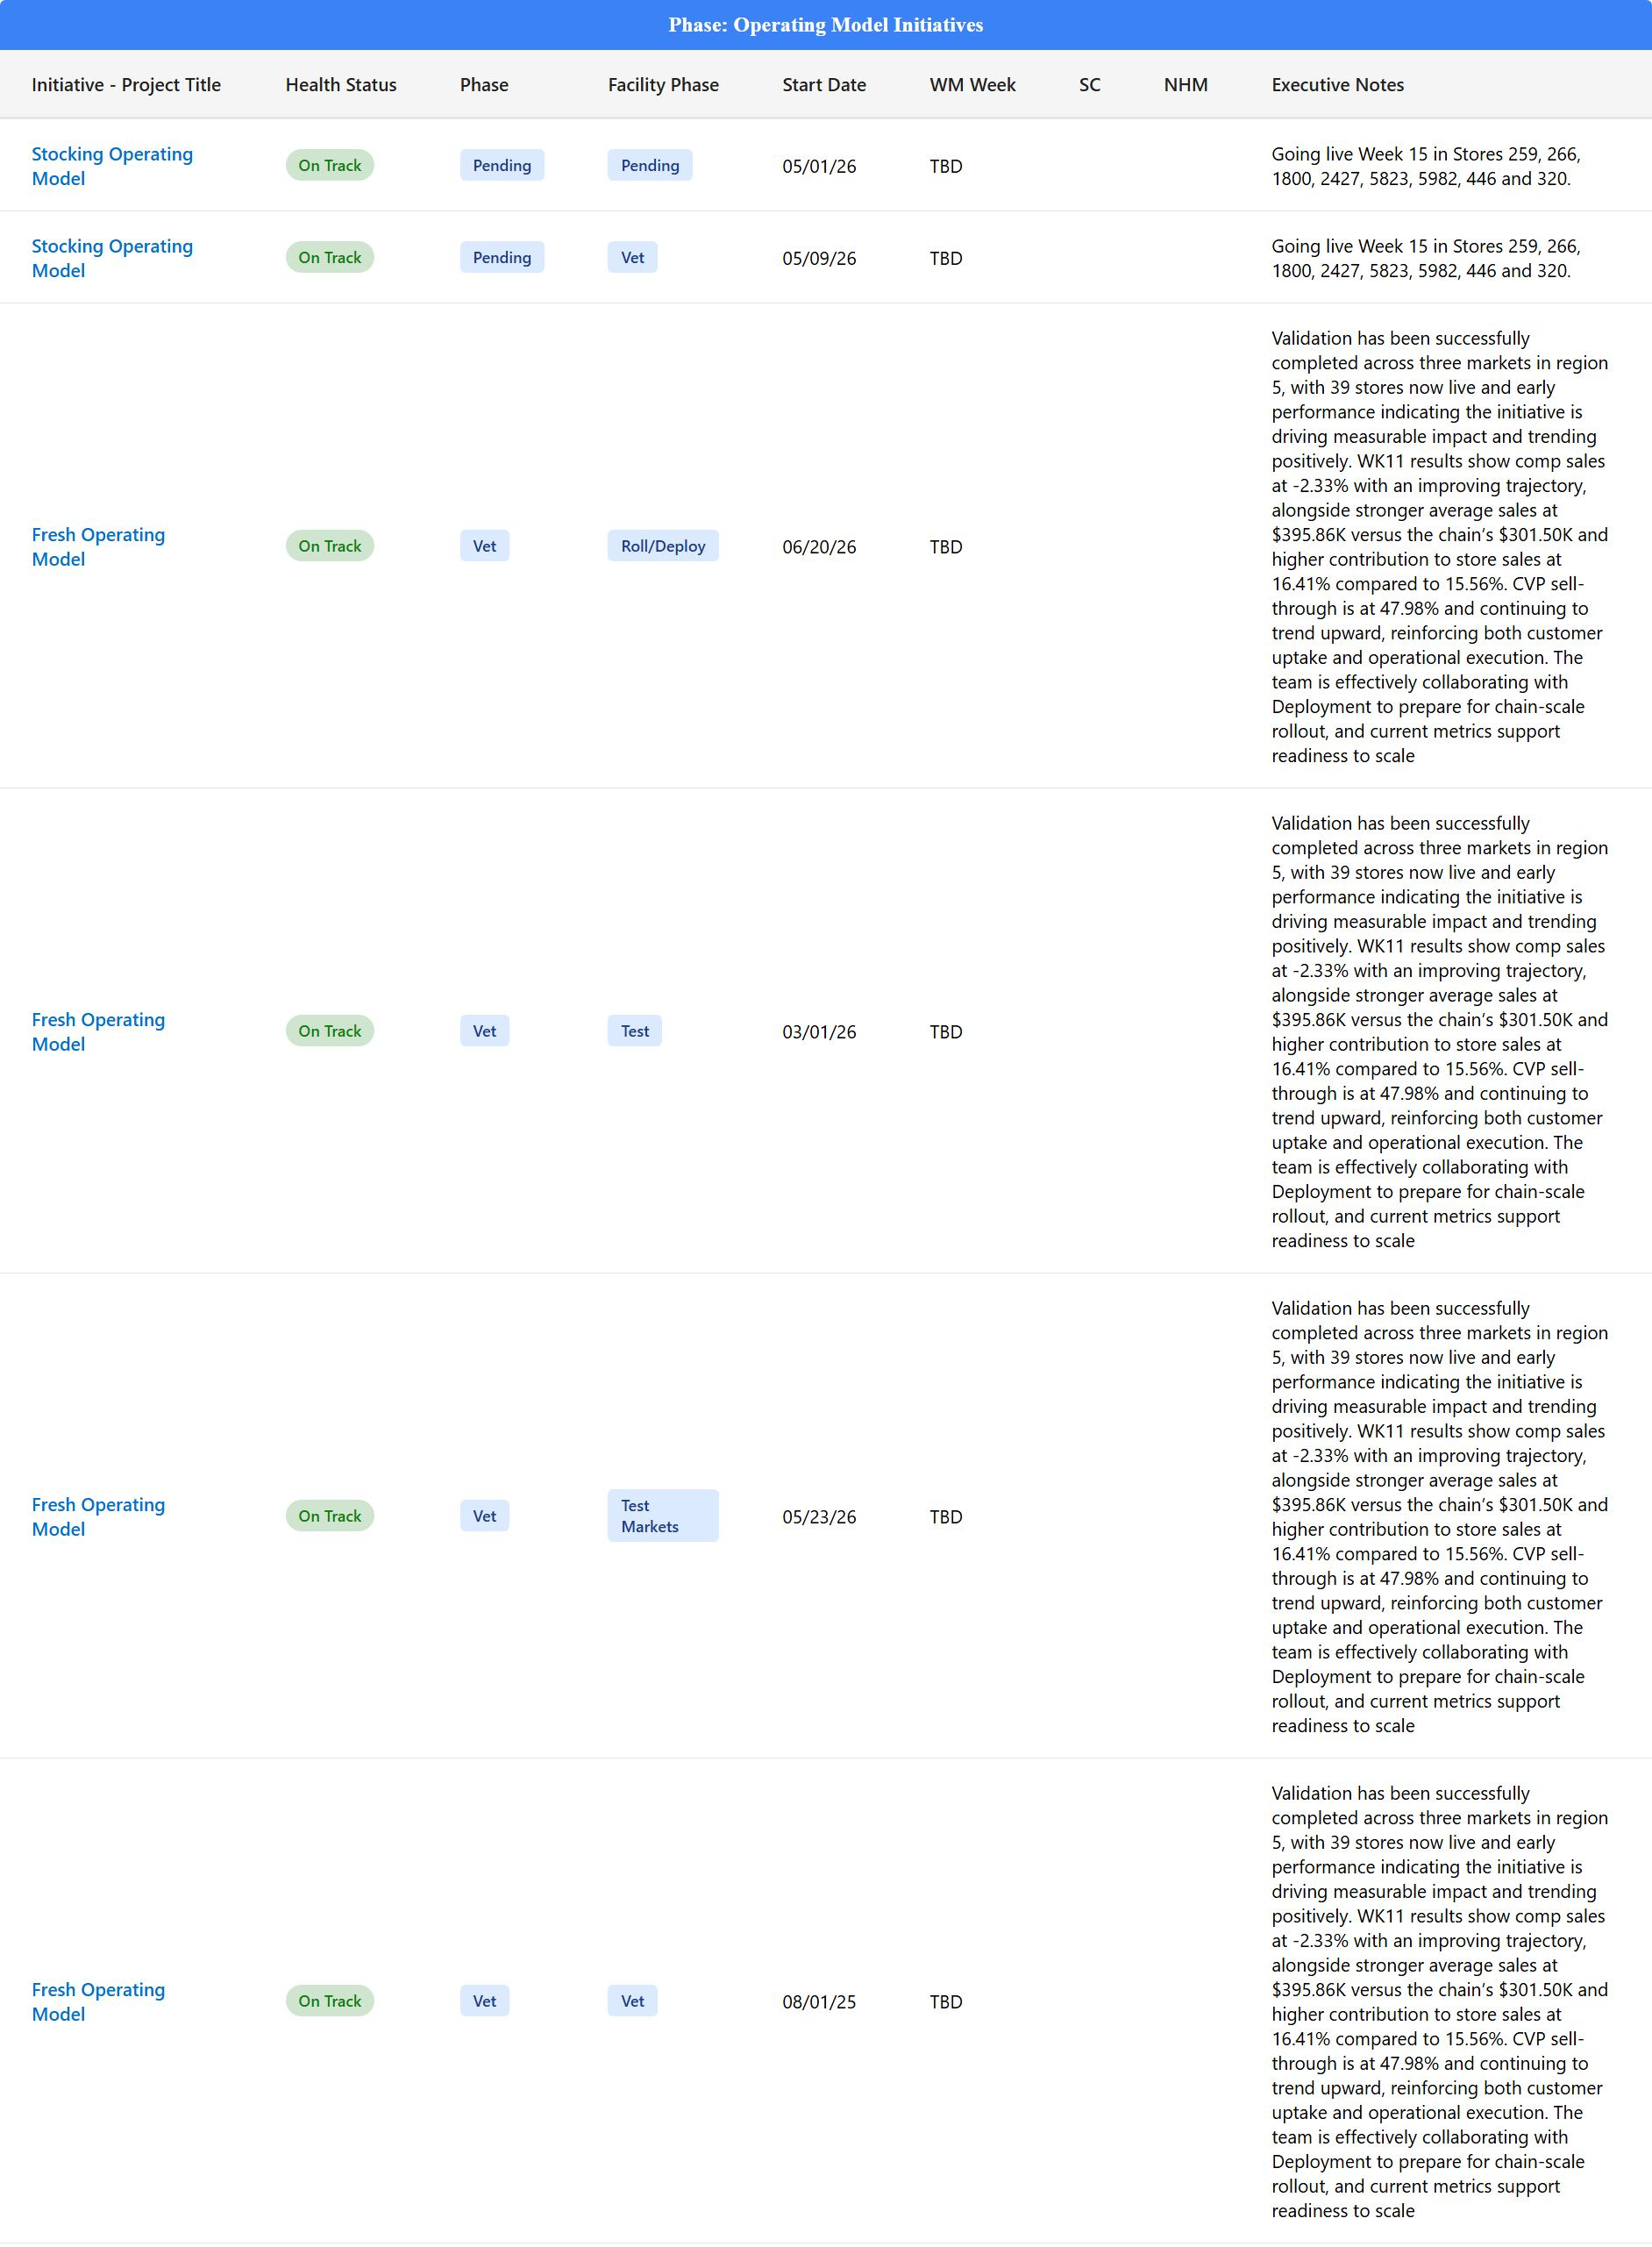 Phase: Operating Model Initiatives
Initiative - Project Title Health Status Phase Facility Phase Start Date WM Week SC NHM Executive Notes
Stocking Operating
Model
On Track Pending Pending 05/01/26 TBD
Going live Week 15 in Stores 259, 266,
1800, 2427, 5823, 5982, 446 and 320.
Stocking Operating
Model
On Track Pending Vet 05/09/26 TBD
Going live Week 15 in Stores 259, 266,
1800, 2427, 5823, 5982, 446 and 320.
Fresh Operating
Model
On Track Vet Roll/Deploy 06/20/26 TBD
Validation has been successfully
completed across three markets in region
5, with 39 stores now live and early
performance indicating the initiative is
driving measurable impact and trending
positively. WK11 results show comp sales
at -2.33% with an improving trajectory,
alongside stronger average sales at
$395.86K versus the chain’s $301.50K and
higher contribution to store sales at
16.41% compared to 15.56%. CVP sell-
through is at 47.98% and continuing to
trend upward, reinforcing both customer
uptake and operational execution. The
team is effectively collaborating with
Deployment to prepare for chain-scale
rollout, and current metrics support
readiness to scale
Fresh Operating
Model
On Track Vet Test 03/01/26 TBD
Validation has been successfully
completed across three markets in region
5, with 39 stores now live and early
performance indicating the initiative is
driving measurable impact and trending
positively. WK11 results show comp sales
at -2.33% with an improving trajectory,
alongside stronger average sales at
$395.86K versus the chain’s $301.50K and
higher contribution to store sales at
16.41% compared to 15.56%. CVP sell-
through is at 47.98% and continuing to
trend upward, reinforcing both customer
uptake and operational execution. The
team is effectively collaborating with
Deployment to prepare for chain-scale
rollout, and current metrics support
readiness to scale
Fresh Operating
Model
On Track Vet Test
Markets
05/23/26 TBD
Validation has been successfully
completed across three markets in region
5, with 39 stores now live and early
performance indicating the initiative is
driving measurable impact and trending
positively. WK11 results show comp sales
at -2.33% with an improving trajectory,
alongside stronger average sales at
$395.86K versus the chain’s $301.50K and
higher contribution to store sales at
16.41% compared to 15.56%. CVP sell-
through is at 47.98% and continuing to
trend upward, reinforcing both customer
uptake and operational execution. The
team is effectively collaborating with
Deployment to prepare for chain-scale
rollout, and current metrics support
readiness to scale
Fresh Operating
Model
On Track Vet Vet 08/01/25 TBD
Validation has been successfully
completed across three markets in region
5, with 39 stores now live and early
performance indicating the initiative is
driving measurable impact and trending
positively. WK11 results show comp sales
at -2.33% with an improving trajectory,
alongside stronger average sales at
$395.86K versus the chain’s $301.50K and
higher contribution to store sales at
16.41% compared to 15.56%. CVP sell-
through is at 47.98% and continuing to
trend upward, reinforcing both customer
uptake and operational execution. The
team is effectively collaborating with
Deployment to prepare for chain-scale
rollout, and current metrics support
readiness to scale